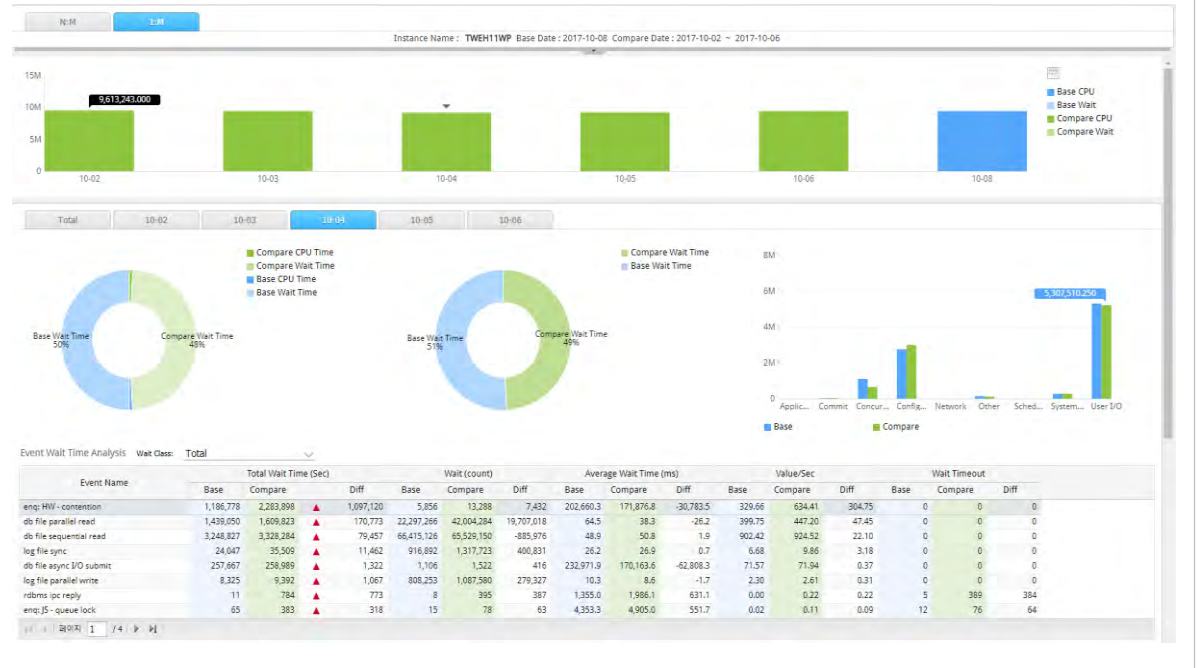 N:M 1:M
Instance Name : TWEH11WP Base Date : 2017-10-08 Compare Date : 2017-10-02 ~ 2017-10-06
15M
10M
5M
0
9,613,243.000
10-02 10-03 10-04 10-05 10-06 10-08
Base CPU
Base Wait
Compare CPU
Compare Wait
Total 10-02 10-03 10-04 10-05 10-06
Compare CPU Time
Compare Wait Time
Base CPU Time
Base Wait Time
Base Wait Time
50%
Compare Wait Time
48%
Compare Wait Time
Base Wait Time
Base Wait Time
51%
Compare Wait Time
49%
8M
6M
4M
2M
0
5,307,510.250
Applic... Commit Concur... Config... Network Other Sched... System... User I/O
Base Compare
Event Wait Time Analysis Wait Class: Total
Event Name Total Wait Time (Sec) Wait (count) Average Wait Time (ms) Value/Sec Wait Timeout
Base Compare Diff Base Compare Diff Base Compare Diff Base Compare Diff Base Compare Diff
enq: HW - contention 1,186,778 2,283,898 ▲ 1,097,120 5,856 13,288 7,432 202,660.3 171,876.8 -30,783.5 329.66 634.41 304.75 0 0 0
db file parallel read 1,439,050 1,609,823 ▲ 170,773 22,297,266 42,004,284 19,707,018 64.5 38.3 -26.2 399.75 447.20 47.45 0 0 0
db file sequential read 3,248,827 3,328,284 ▲ 79,457 66,415,126 65,529,150 -885,976 48.9 50.8 1.9 902.42 924.52 22.10 0 0 0
log file sync 24,047 35,509 ▲ 11,462 916,892 1,317,723 400,831 26.2 26.9 0.7 6.68 9.86 3.18 0 0 0
db file async I/O submit 257,667 258,989 ▲ 1,322 1,106 1,522 416 232,971.9 170,163.6 -62,808.3 71.57 71.94 0.37 0 0 0
log file parallel write 8,325 9,392 ▲ 1,067 808,253 1,087,580 279,327 10.3 8.6 -1.7 2.30 2.61 0.31 0 0 0
rdbms ipc reply 11 784 ▲ 773 8 395 387 1,355.0 1,986.1 631.1 0.00 0.22 0.22 5 389 384
enq: JS - queue lock 65 383 ▲ 318 15 78 63 4,353.3 4,905.0 551.7 0.02 0.11 0.09 12 76 64
페이지 1 / 4